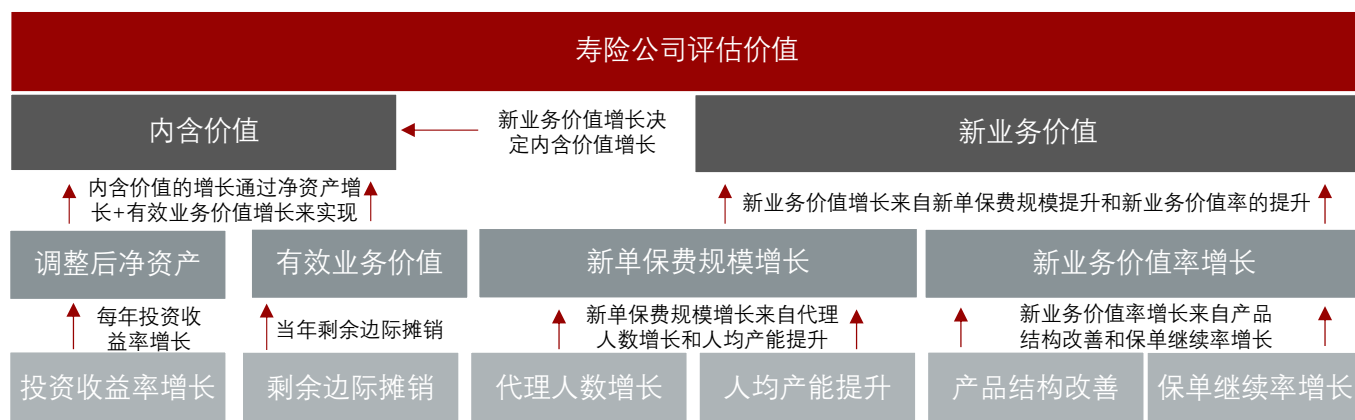 寿险公司评估价值
内含价值
新业务价值增长决
定内含价值增长
新业务价值
内含价值的增长通过净资产增
长+有效业务价值增长来实现
新业务价值增长来自新单保费规模提升和新业务价值率的提升
调整后净资产
有效业务价值
新单保费规模增长
新业务价值率增长
每年投资收
益率增长
当年剩余边际摊销
新单保费规模增长来自代理
人数增长和人均产能提升
新业务价值率增长来自产品
结构改善和保单继续率增长
投资收益率增长
剩余边际摊销
代理人数增长
人均产能提升
产品结构改善
保单继续率增长